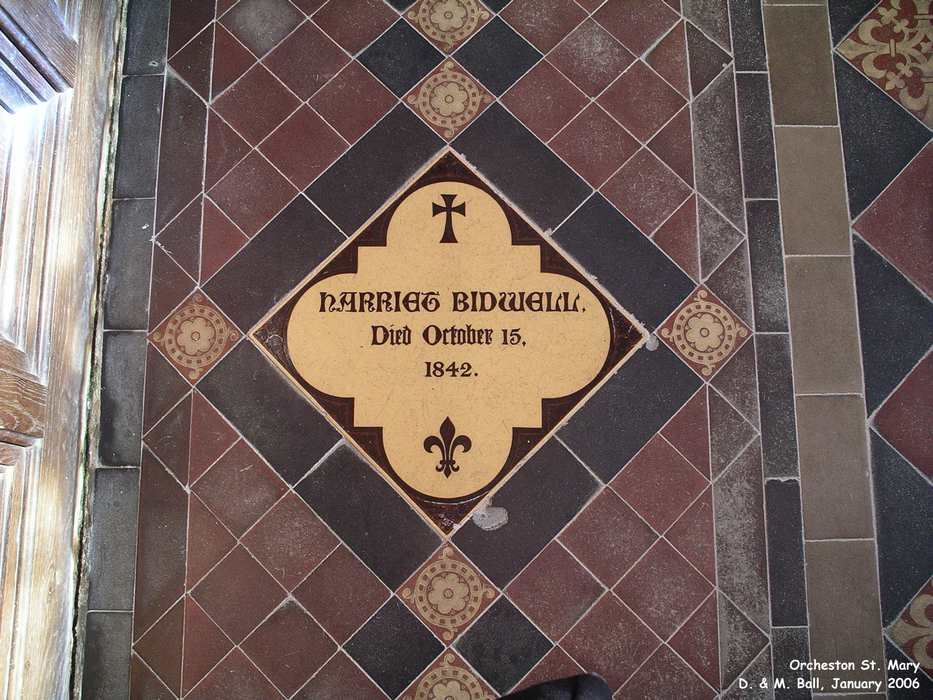 HARRIET BIDWELL,
Died October 15,
1842.
Orcheston St. Mary
D. & M. Ball, January 2006